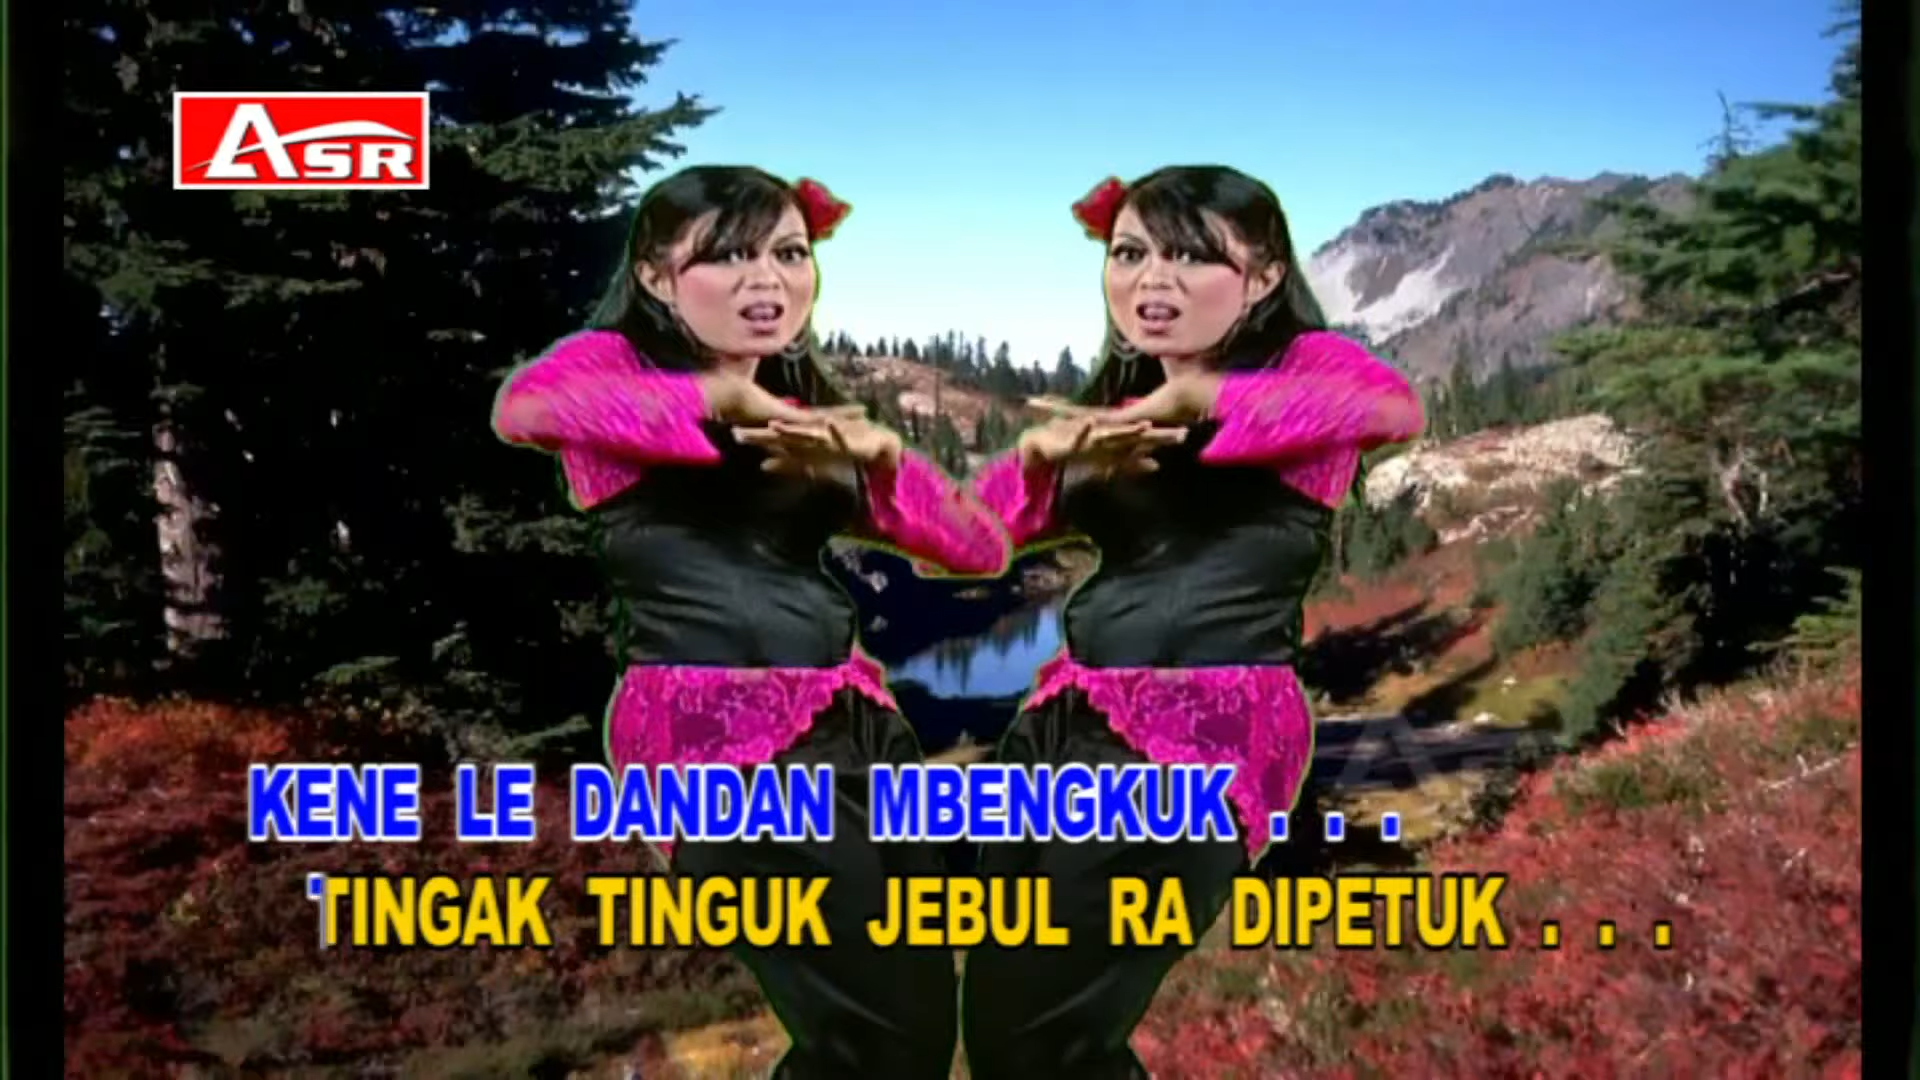 ASR
KENE LE DANDAN MBENGKUK . . .
TINGAK TINGUK JEBUL RA DIPETUK . . .